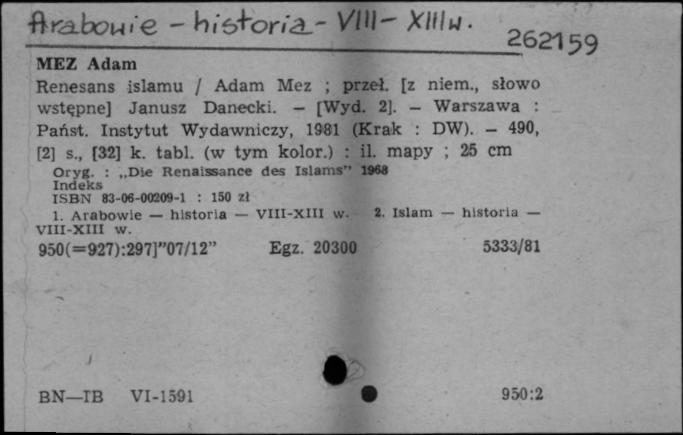 Arabowie - historia - VIII - XIII w.
262159
MEZ Adam
Renesans islamu / Adam Mez ; przeł. [z niem., słowo
wstępne] Janusz Danecki. — [Wyd. 2]. — Warszawa :
Państ. Instytut Wydawniczy, 1981 (Krak : DW). — 490,
[2] s., [32] k. tabl. (w tym kolor.) : il. mapy ; 25 cm
Oryg. : „Die Renaissance des Islams” 1968
Indeks
ISBN 83-06-00209-1 : 150 zł
1. Arabowie — historia — VIII-XIII w. 2. Islam — historia —
VIII-XIII w.
950(=927):297]”07/12” Egz. 20300 5333/81
BN—IB VI-1591 950:2